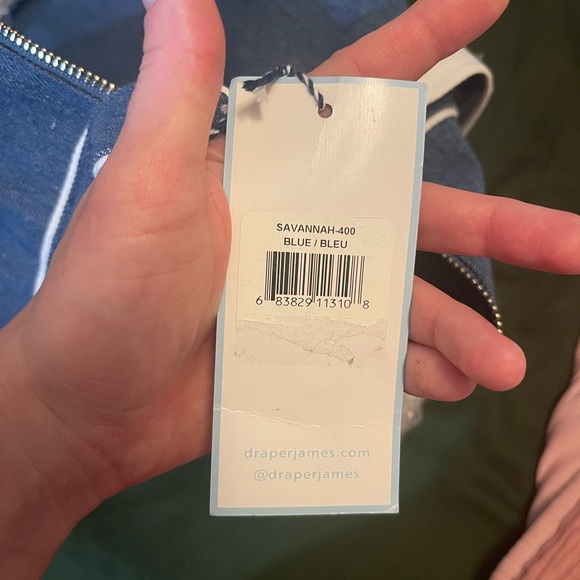 SAVANNAH-400
BLUE / BLEU
6 83829 11310 8
draperjames.com
@draperjames